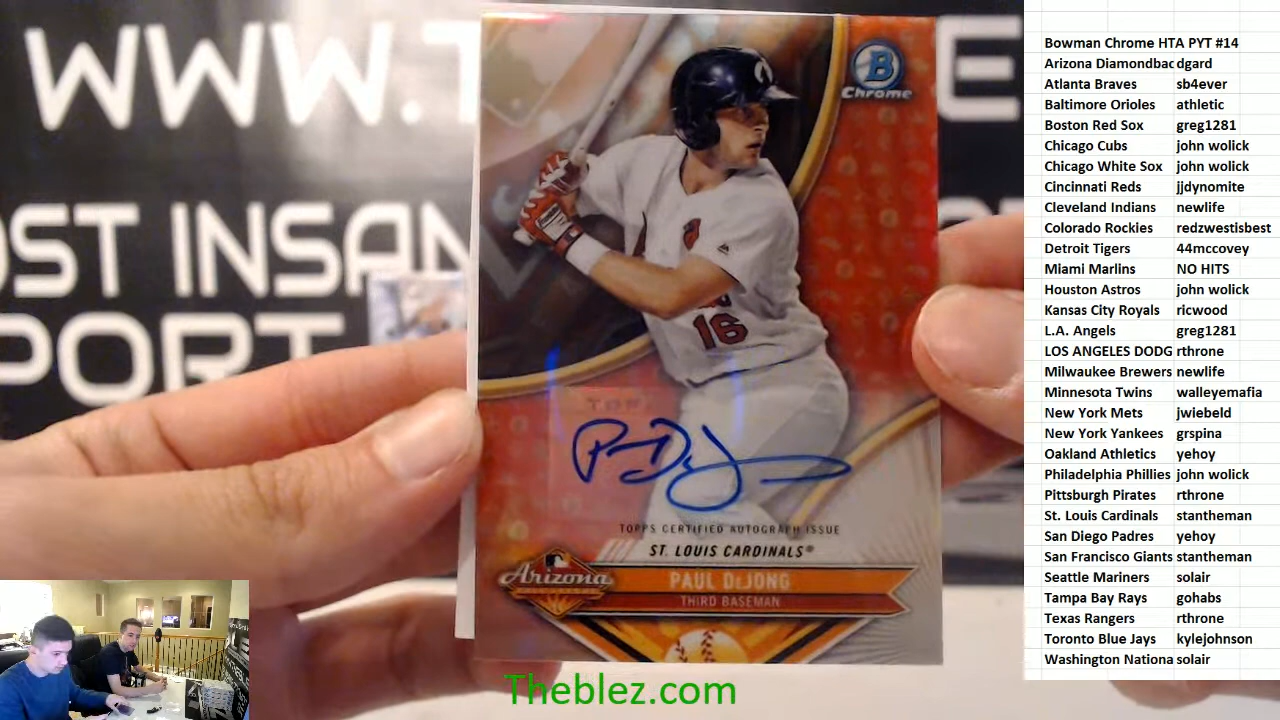 WWW.T
E
OST INSAN
PORT
B
Chrome
16
TOPPS
Paul DeJong
TOPPS CERTIFIED AUTOGRAPH ISSUE
ST. LOUIS CARDINALS®
Arizona
PAUL DeJONG
THIRD BASEMAN
Theblez.com
Bowman Chrome HTA PYT #14
Arizona Diamondbac dgard
Atlanta Braves sb4ever
Baltimore Orioles athletic
Boston Red Sox greg1281
Chicago Cubs john wolick
Chicago White Sox john wolick
Cincinnati Reds jjdynomite
Cleveland Indians newlife
Colorado Rockies redzwestisbest
Detroit Tigers 44mccovey
Miami Marlins NO HITS
Houston Astros john wolick
Kansas City Royals ricwood
L.A. Angels greg1281
LOS ANGELES DODG rthrone
Milwaukee Brewers newlife
Minnesota Twins walleyemafia
New York Mets jwiebeld
New York Yankees grspina
Oakland Athletics yehoy
Philadelphia Phillies john wolick
Pittsburgh Pirates rthrone
St. Louis Cardinals stantheman
San Diego Padres yehoy
San Francisco Giants stantheman
Seattle Mariners solair
Tampa Bay Rays gohabs
Texas Rangers rthrone
Toronto Blue Jays kylejohnson
Washington Nationa solair